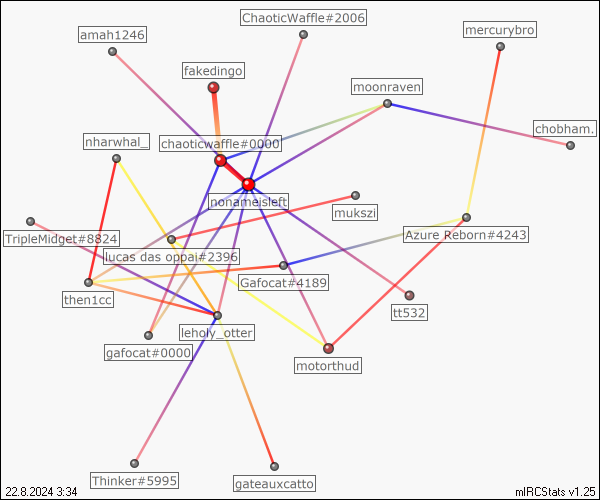 ChaoticWaffle#2006
amah1246
mercurybro
fakedingo
moonraven
chobham.
nharwhal_
chaoticwaffle#0000
nonameisleft
mukszi
TripleMidget#8824
Azure Reborn#4243
lucas das oppai#2396
Gafocat#4189
then1cc
tt532
leholy_otter
gafocat#0000
motorthud
Thinker#5995
gateauxcatto
22.8.2024 3:34
mIRCStats v1.25